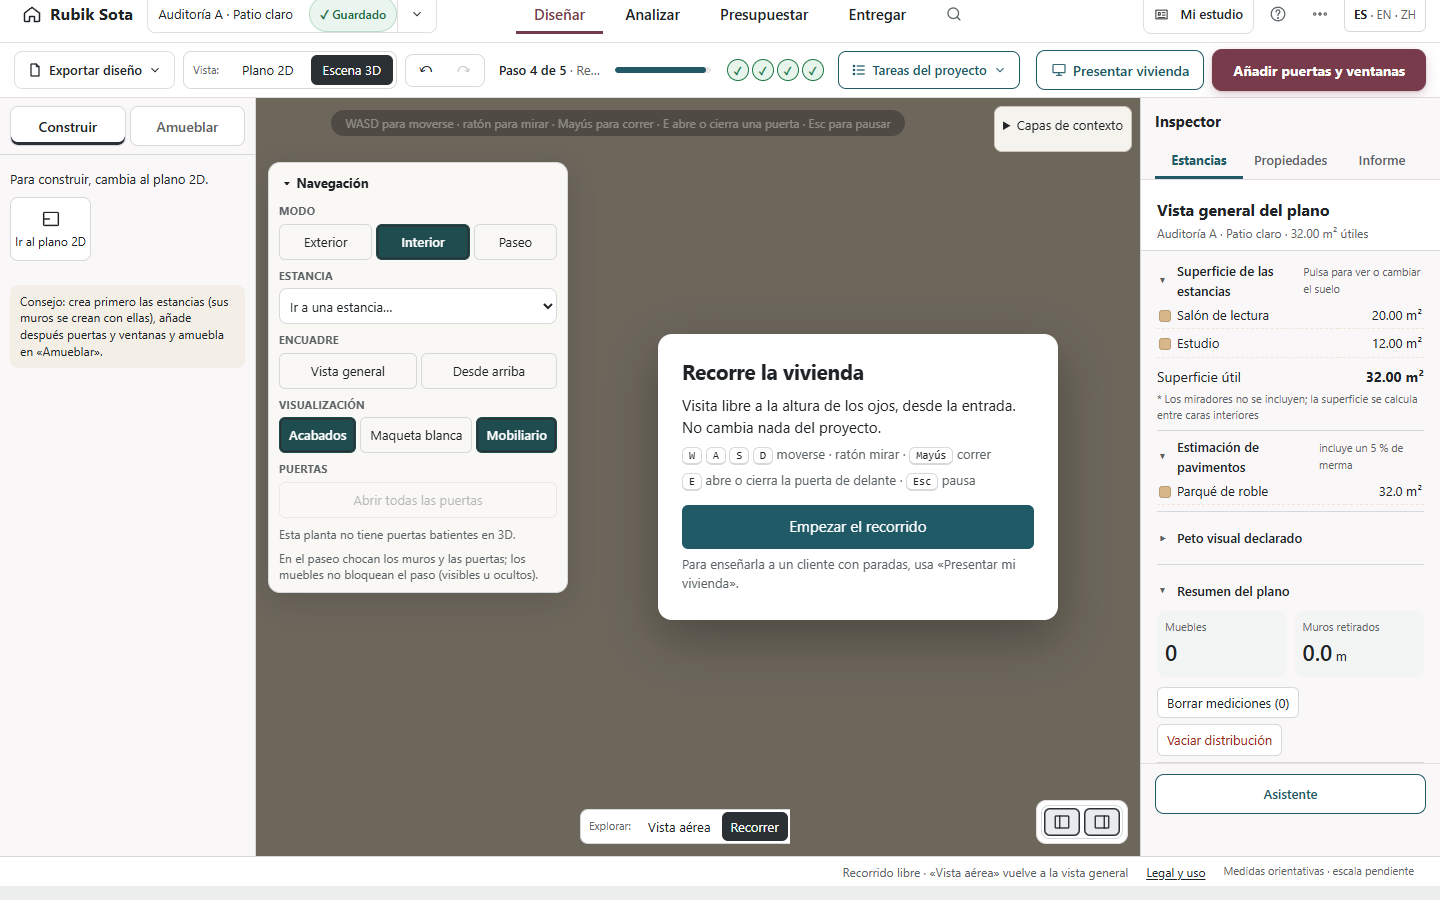 Rubik Sota
Auditoría A · Patio claro
✓ Guardado
Diseñar
Analizar
Presupuestar
Entregar
Mi estudio
ES · EN · ZH
Exportar diseño
Vista:
Plano 2D
Escena 3D
Paso 4 de 5 · Re...
Tareas del proyecto
Presentar vivienda
Añadir puertas y ventanas
Construir
Amueblar
Para construir, cambia al plano 2D.
Ir al plano 2D
Consejo: crea primero las estancias (sus
muros se crean con ellas), añade
después puertas y ventanas y amuebla
en «Amueblar».
WASD para moverse · ratón para mirar · Mayús para correr · E abre o cierra una puerta · Esc para pausar
Capas de contexto
Navegación
MODO
Exterior
Interior
Paseo
ESTANCIA
Ir a una estancia...
ENCUADRE
Vista general
Desde arriba
VISUALIZACIÓN
Acabados
Maqueta blanca
Mobiliario
PUERTAS
Abrir todas las puertas
Esta planta no tiene puertas batientes en 3D.
En el paseo chocan los muros y las puertas; los
muebles no bloquean el paso (visibles u ocultos).
Recorre la vivienda
Visita libre a la altura de los ojos, desde la entrada.
No cambia nada del proyecto.
W A S D moverse · ratón mirar · Mayús correr
E abre o cierra la puerta de delante · Esc pausa
Empezar el recorrido
Para enseñarla a un cliente con paradas, usa «Presentar mi
vivienda».
Explorar:
Vista aérea
Recorrer
Inspector
Estancias
Propiedades
Informe
Vista general del plano
Auditoría A · Patio claro · 32.00 m² útiles
Superficie de las
estancias
Pulsa para ver o cambiar
el suelo
Salón de lectura 20.00 m²
Estudio 12.00 m²
Superficie útil 32.00 m²
* Los miradores no se incluyen; la superficie se calcula
entre caras interiores
Estimación de
pavimentos
incluye un 5 % de
merma
Parqué de roble 32.0 m²
Peto visual declarado
Resumen del plano
Muebles
0
Muros retirados
0.0 m
Borrar mediciones (0)
Vaciar distribución
Asistente
Recorrido libre · «Vista aérea» vuelve a la vista general
Legal y uso
Medidas orientativas · escala pendiente